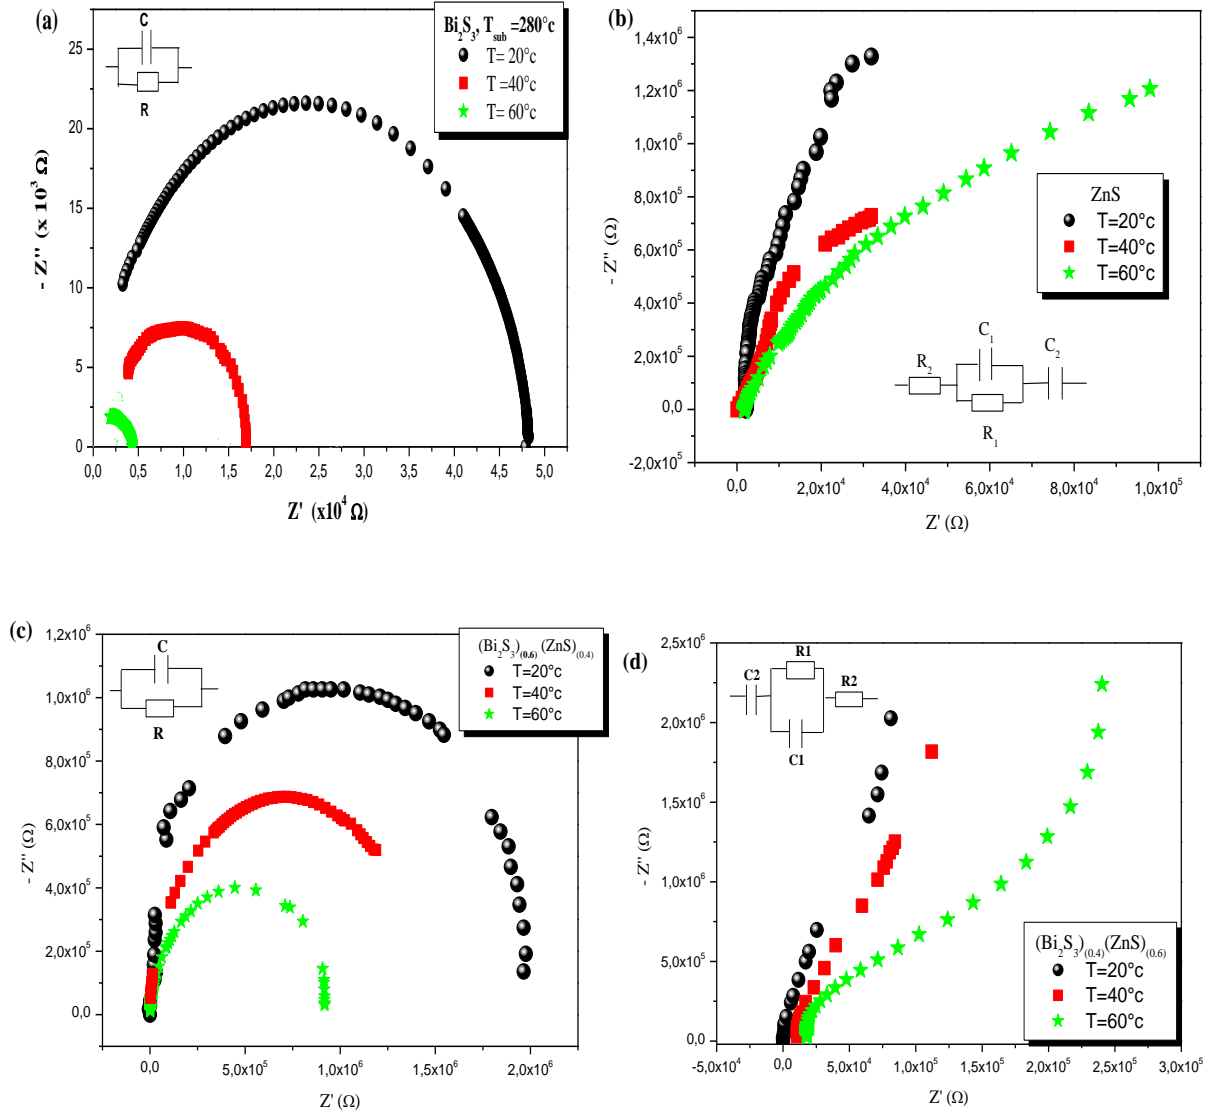 (a)
C
R
Bi₂S₃, T_sub =280°c
T= 20°c
T =40°c
T= 60°c
25
20
15
10
5
0
- Z'' (x 10³ Ω)
0,0 0,5 1,0 1,5 2,0 2,5 3,0 3,5 4,0 4,5 5,0
Z' (x10⁴ Ω)
(b)
1,4x10⁶
1,2x10⁶
1,0x10⁶
8,0x10⁵
6,0x10⁵
4,0x10⁵
2,0x10⁵
0,0
-2,0x10⁵
- Z'' (Ω)
ZnS
T=20°c
T=40°c
T=60°c
C₁
C₂
R₂
R₁
0,0 2,0x10⁴ 4,0x10⁴ 6,0x10⁴ 8,0x10⁴ 1,0x10⁵
Z' (Ω)
(c)
C
R
(Bi₂S₃)(0.6) (ZnS)(0.4)
T=20°c
T=40°c
T=60°c
1,2x10⁶
1,0x10⁶
8,0x10⁵
6,0x10⁵
4,0x10⁵
2,0x10⁵
0,0
- Z'' (Ω)
0,0 5,0x10⁵ 1,0x10⁶ 1,5x10⁶ 2,0x10⁶
Z' (Ω)
(d)
R1
C2
R2
C1
2,5x10⁶
2,0x10⁶
1,5x10⁶
1,0x10⁶
5,0x10⁵
0,0
- Z'' (Ω)
(Bi₂S₃)(0.4)(ZnS)(0.6)
T=20°c
T=40°c
T=60°c
-5,0x10⁴ 0,0 5,0x10⁴ 1,0x10⁵ 1,5x10⁵ 2,0x10⁵ 2,5x10⁵ 3,0x10⁵
Z' (Ω)